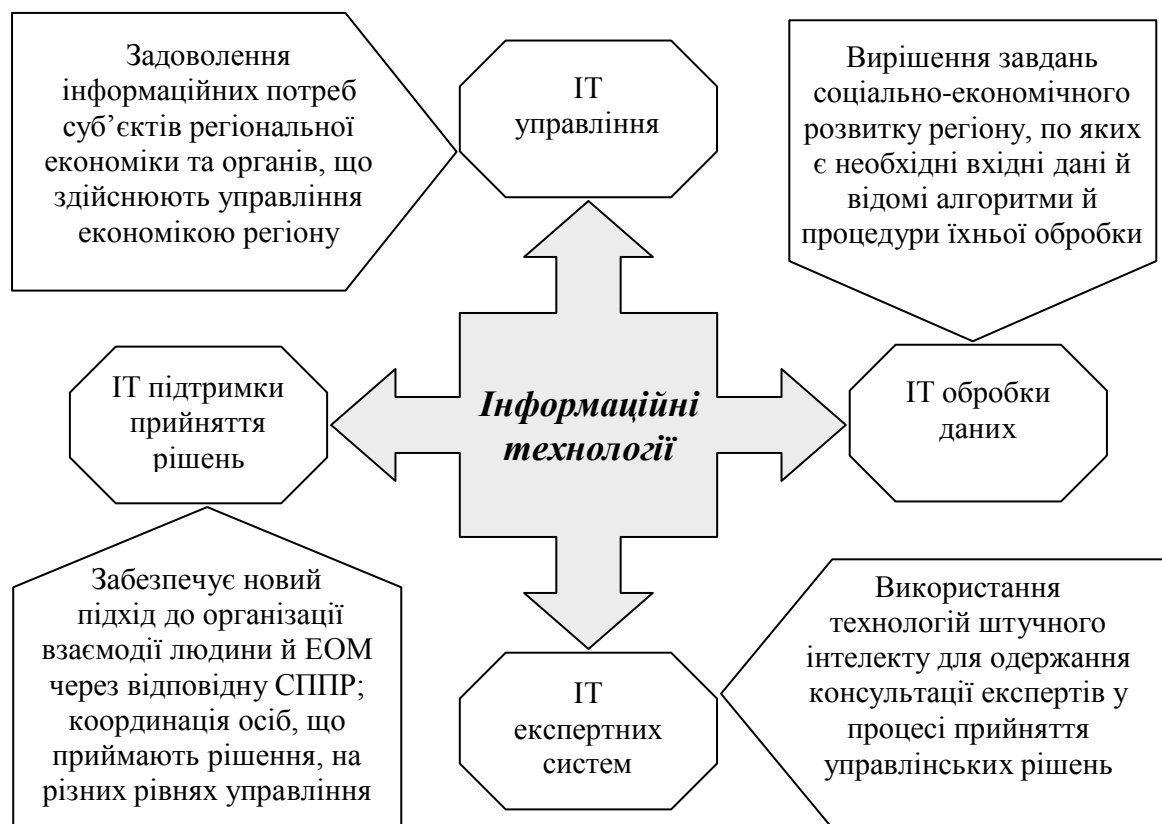 Задоволення
інформаційних потреб
суб’єктів регіональної
економіки та органів, що
здійснюють управління
економікою регіону
ІТ
управління
Вирішення завдань
соціально-економічного
розвитку регіону, по яких
є необхідні вхідні дані й
відомі алгоритми й
процедури їхньої обробки
ІТ підтримки
прийняття
рішень
Інформаційні
технології
ІТ обробки
даних
Забезпечує новий
підхід до організації
взаємодії людини й ЕОМ
через відповідну СППР;
координація осіб, що
приймають рішення, на
різних рівнях управління
ІТ
експертних
систем
Використання
технологій штучного
інтелекту для одержання
консультації експертів у
процесі прийняття
управлінських рішень